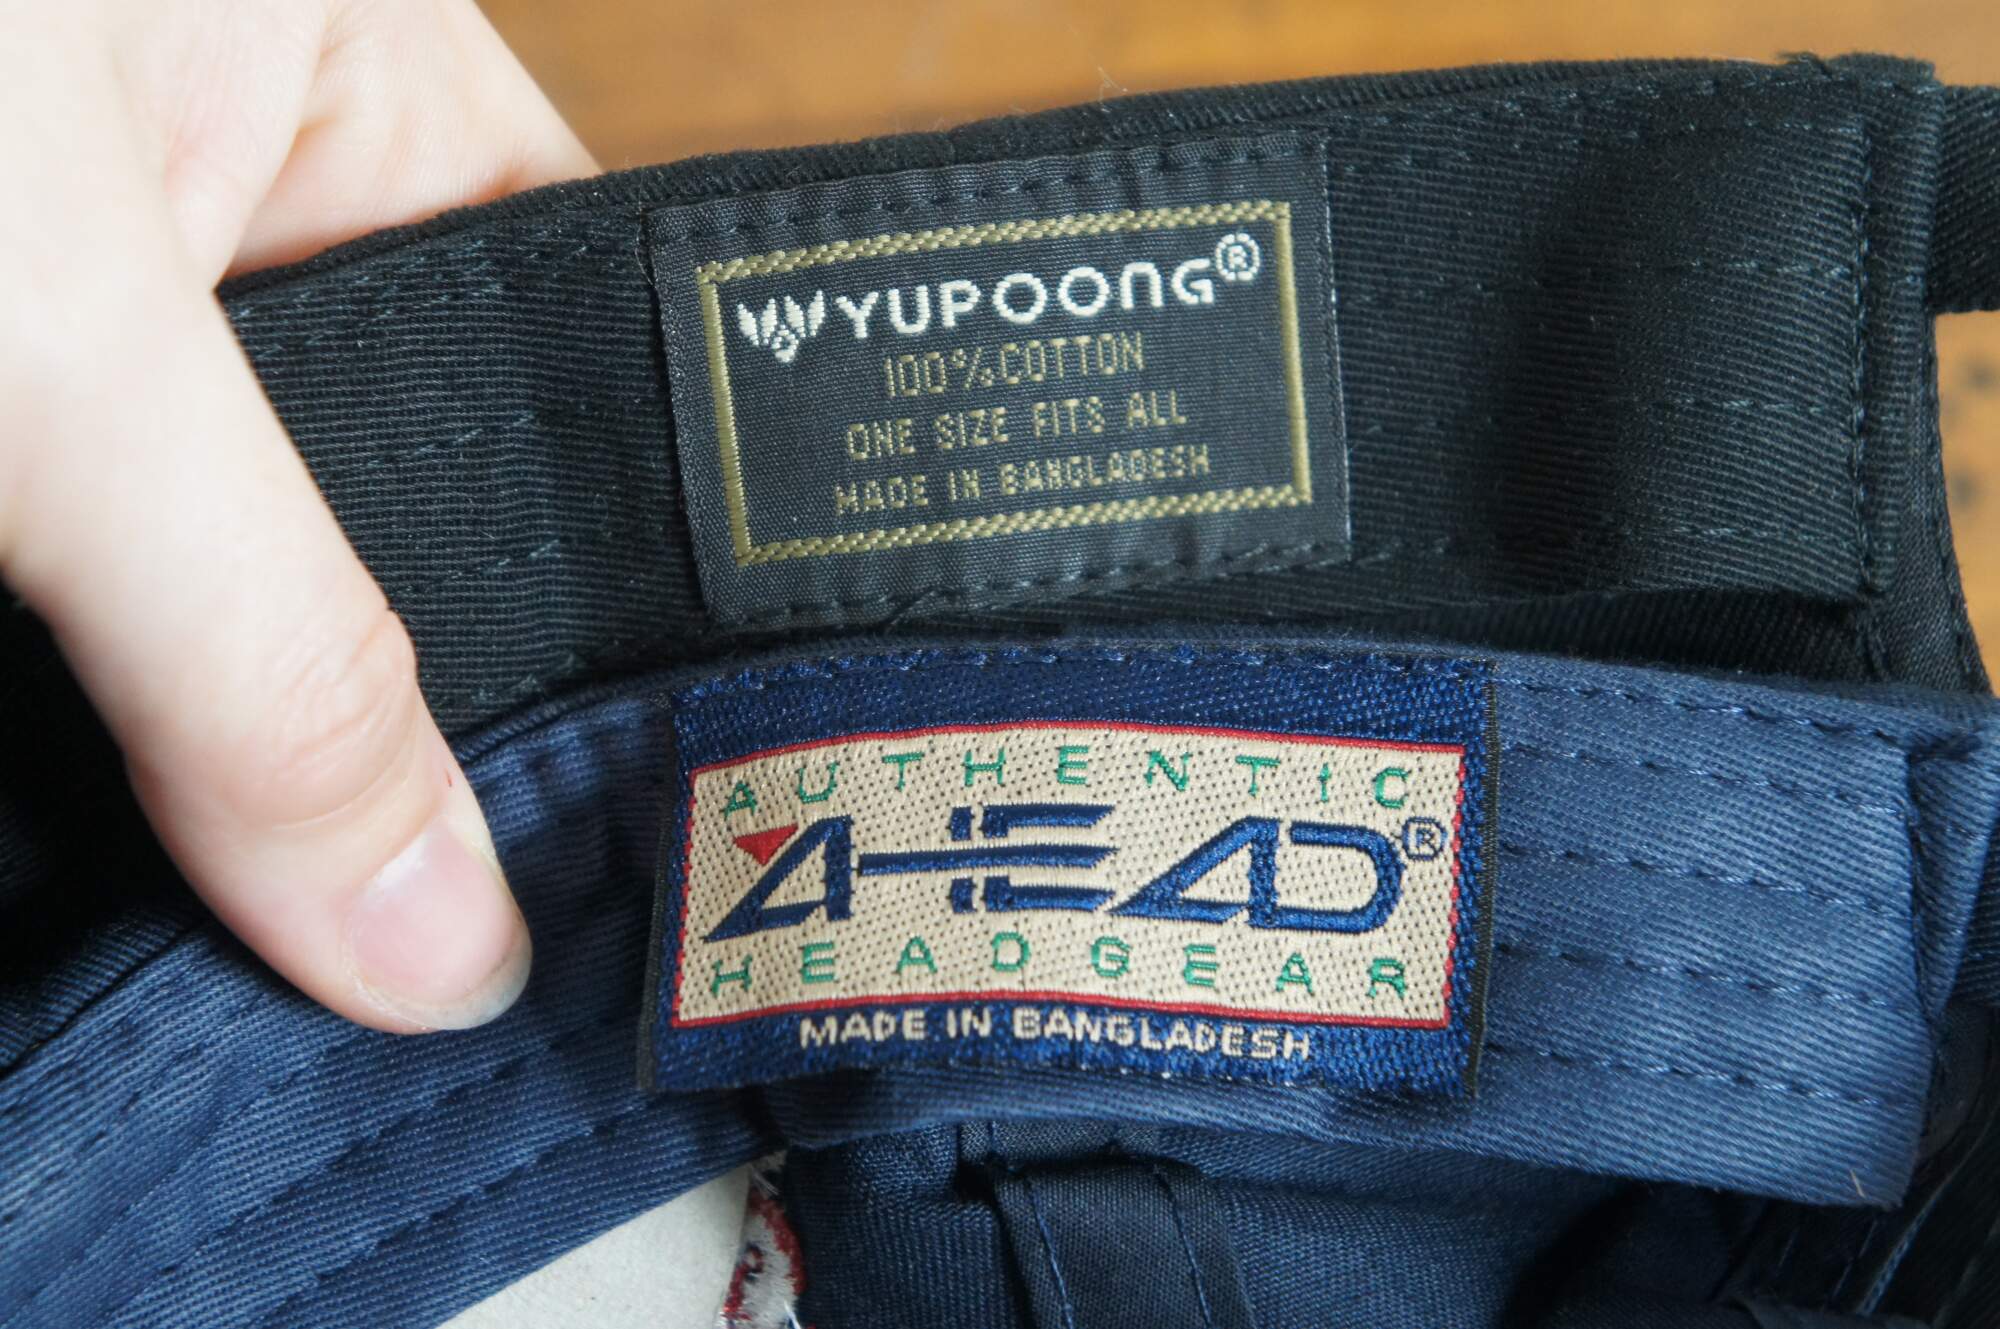 YUPOONG®
100% COTTON
ONE SIZE FITS ALL
MADE IN BANGLADESH
AUTHENTIC
AHEAD®
HEADGEAR
MADE IN BANGLADESH